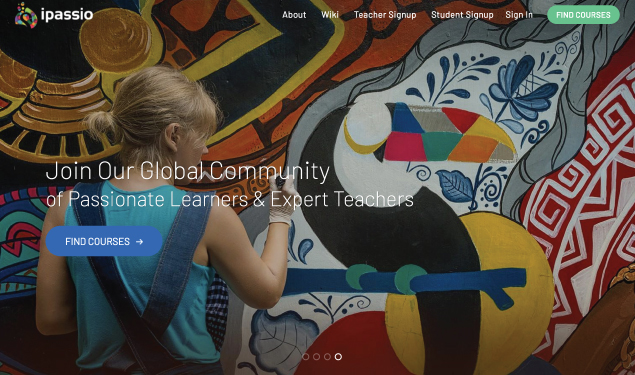 ipassio
About
Wiki
Teacher Signup
Student Signup
Sign In
FIND COURSES
Join Our Global Community
of Passionate Learners & Expert Teachers
FIND COURSES →